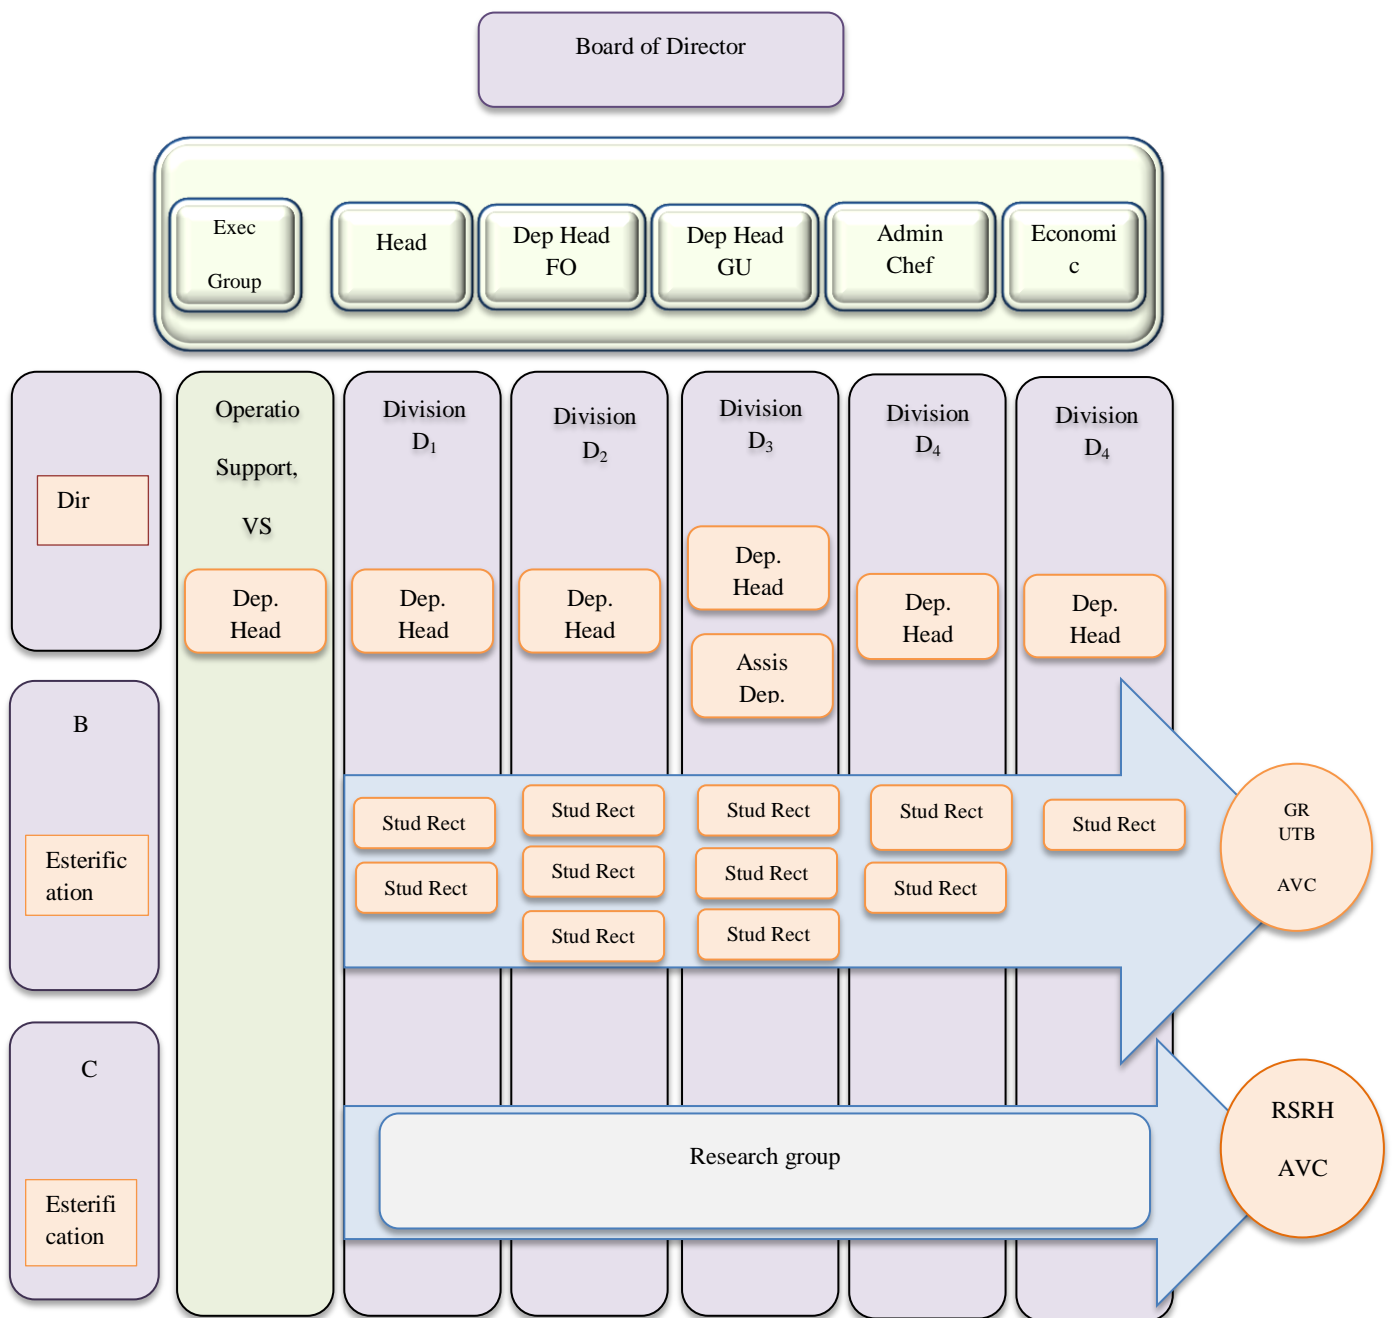 Board of Director
Exec
Group
Head
Dep Head
FO
Dep Head
GU
Admin
Chef
Economi
c
Dir
Operatio
Support,
VS
Dep.
Head
Division
D₁
Dep.
Head
Division
D₂
Dep.
Head
Division
D₃
Dep.
Head
Assis
Dep.
Division
D₄
Dep.
Head
Division
D₄
Dep.
Head
B
Esterific
ation
Stud Rect
Stud Rect
Stud Rect
Stud Rect
Stud Rect
Stud Rect
Stud Rect
Stud Rect
Stud Rect
Stud Rect
Stud Rect
GR
UTB
AVC
C
Esterifi
cation
Research group
RSRH
AVC